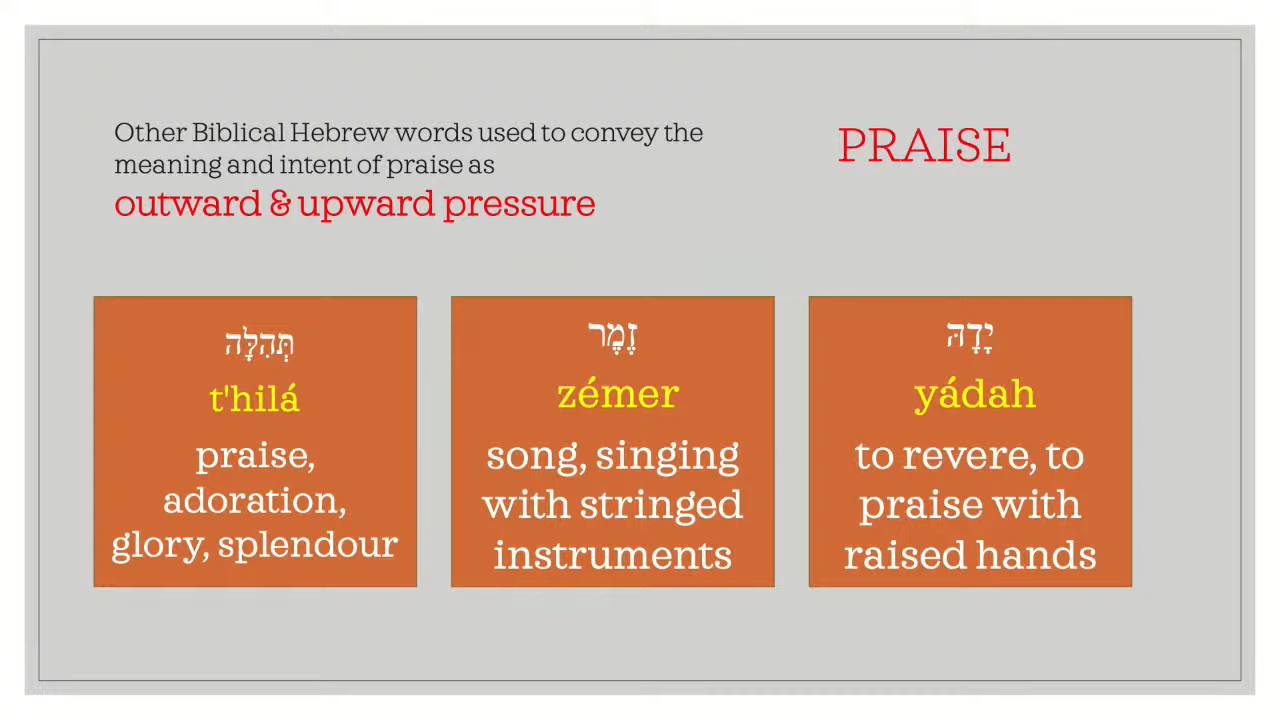 Other Biblical Hebrew words used to convey the
meaning and intent of praise as
outward & upward pressure
PRAISE
תְּהִלָּה
t'hilá
praise,
adoration,
glory, splendour
זֶמֶר
zémer
song, singing
with stringed
instruments
יָדָהּ
yádah
to revere, to
praise with
raised hands